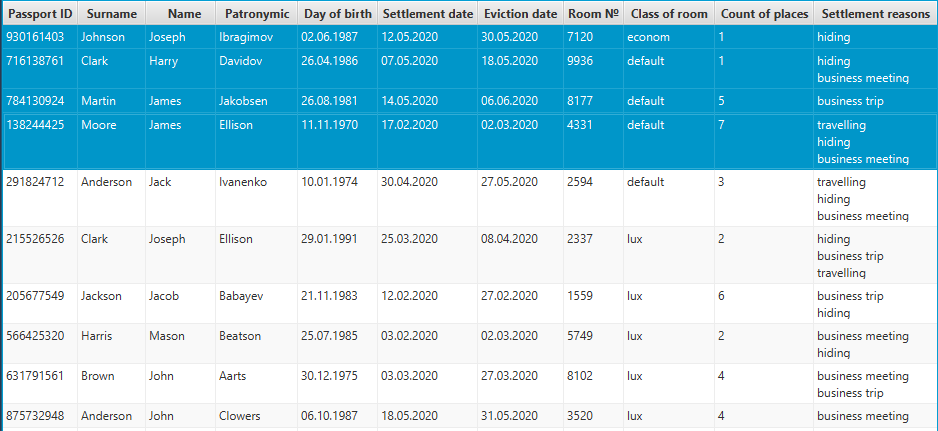 Passport ID Surname Name Patronymic Day of birth Settlement date Eviction date Room № Class of room Count of places Settlement reasons
930161403 Johnson Joseph Ibragimov 02.06.1987 12.05.2020 30.05.2020 7120 econom 1 hiding
716138761 Clark Harry Davidov 26.04.1986 07.05.2020 18.05.2020 9936 default 1 hiding
business meeting
784130924 Martin James Jakobsen 26.08.1981 14.05.2020 06.06.2020 8177 default 5 business trip
138244425 Moore James Ellison 11.11.1970 17.02.2020 02.03.2020 4331 default 7 travelling
hiding
business meeting
291824712 Anderson Jack Ivanenko 10.01.1974 30.04.2020 27.05.2020 2594 default 3 travelling
hiding
business meeting
215526526 Clark Joseph Ellison 29.01.1991 25.03.2020 08.04.2020 2337 lux 2 hiding
business trip
travelling
205677549 Jackson Jacob Babayev 21.11.1983 12.02.2020 27.02.2020 1559 lux 6 business trip
hiding
566425320 Harris Mason Beatson 25.07.1985 03.02.2020 02.03.2020 5749 lux 2 business meeting
hiding
631791561 Brown John Aarts 30.12.1975 03.03.2020 27.03.2020 8102 lux 4 business meeting
business trip
875732948 Anderson John Clowers 06.10.1987 18.05.2020 31.05.2020 3520 lux 4 business meeting